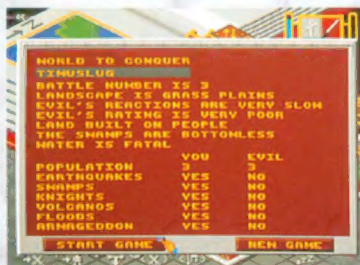 WORLD TO CONQUER
TIMUSLUG
BATTLE NUMBER IS 3
LANDSCAPE IS GRASS PLAINS
EVIL'S REACTIONS ARE VERY SLOW
EVIL'S RATING IS VERY POOR
LAND BUILT ON PEOPLE
THE SWAMPS ARE BOTTOMLESS
WATER IS FATAL
YOU EVIL
POPULATION 3 3
EARTHQUAKES YES NO
SWAMPS YES NO
KNIGHTS YES NO
VOLCANOS YES NO
FLOODS YES NO
ARMAGEDDON YES NO
START GAME NEW GAME